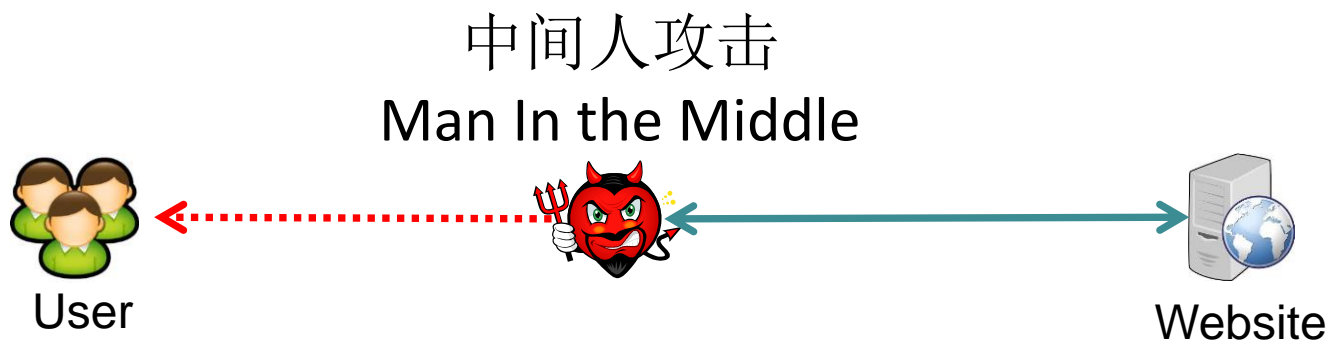 中间人攻击
Man In the Middle
User
Website